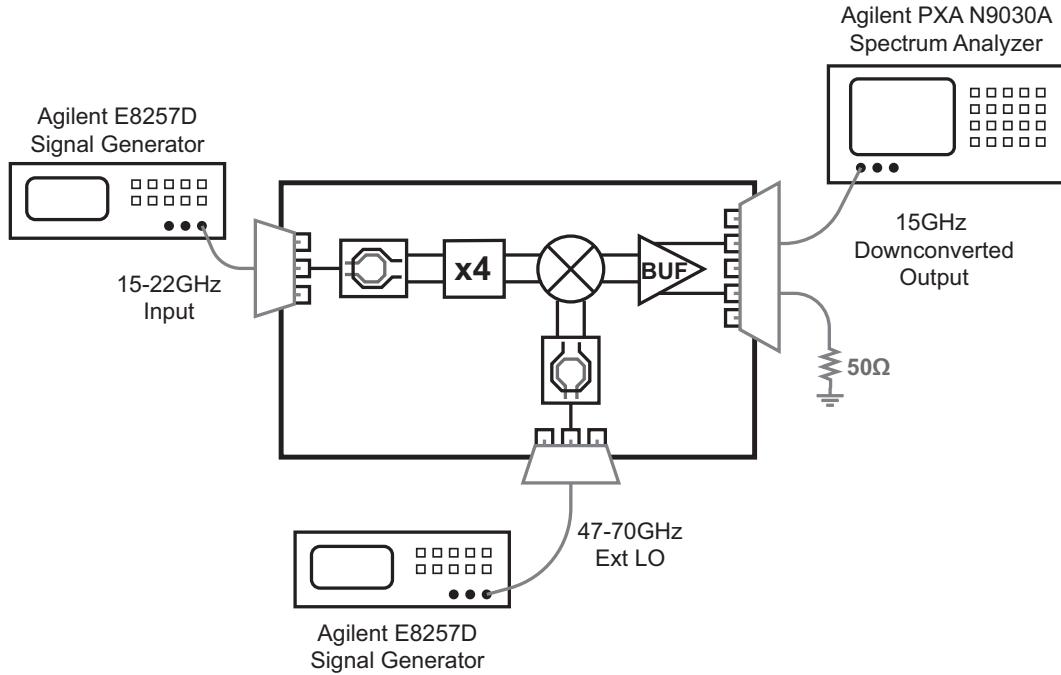 Agilent PXA N9030A
Spectrum Analyzer
Agilent E8257D
Signal Generator
15-22GHz
Input
x4
BUF
15GHz
Downconverted
Output
50Ω
47-70GHz
Ext LO
Agilent E8257D
Signal Generator